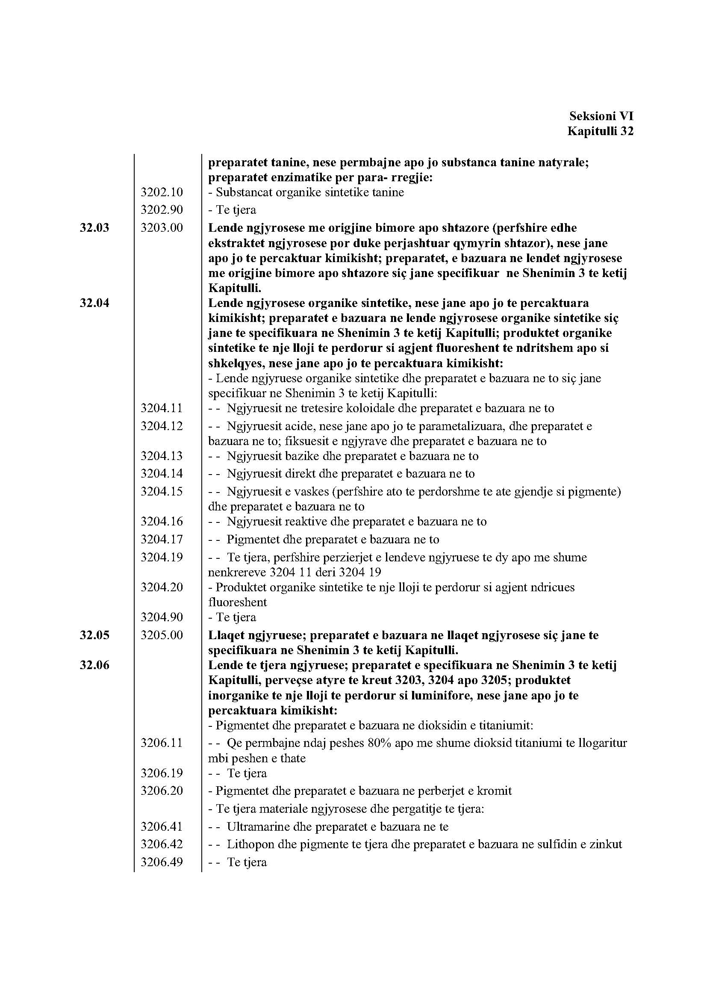 Seksioni VI
Kapitulli 32
preparatet tanine, nese permbajne apo jo substanca tanine natyrale;
preparatet enzimatike per para- rregjie:
3202.10 - Substancat organike sintetike tanine
3202.90 - Te tjera
32.03 3203.00 Lende ngjyrosese me origjine bimore apo shtazore (perfshire edhe
ekstraktet ngjyrosese por duke perjashtuar qymyrin shtazor), nese jane
apo jo te percaktuar kimikisht; preparatet, e bazuara ne lendet ngjyrosese
me origjine bimore apo shtazore siç jane specifikuar  ne Shenimin 3 te ketij
Kapitulli.
32.04 Lende ngjyrosese organike sintetike, nese jane apo jo te percaktuara
kimikisht; preparatet e bazuara ne lende ngjyrosese organike sintetike siç
jane te specifikuara ne Shenimin 3 te ketij Kapitulli; produktet organike
sintetike te nje lloji te perdorur si agjent fluoreshent te ndritshem apo si
shkelqyes, nese jane apo jo te percaktuara kimikisht:
- Lende ngjyruese organike sintetike dhe preparatet e bazuara ne to siç jane
specifikuar ne Shenimin 3 te ketij Kapitulli:
3204.11 - -  Ngjyruesit ne tretesire koloidale dhe preparatet e bazuara ne to
3204.12 - -  Ngjyruesit acide, nese jane apo jo te parametalizuara, dhe preparatet e
bazuara ne to; fiksuesit e ngjyrave dhe preparatet e bazuara ne to
3204.13 - -  Ngjyruesit bazike dhe preparatet e bazuara ne to
3204.14 - -  Ngjyruesit direkt dhe preparatet e bazuara ne to
3204.15 - -  Ngjyruesit e vaskes (perfshire ato te perdorshme te ate gjendje si pigmente)
dhe preparatet e bazuara ne to
3204.16 - -  Ngjyruesit reaktive dhe preparatet e bazuara ne to
3204.17 - -  Pigmentet dhe preparatet e bazuara ne to
3204.19 - -  Te tjera, perfshire perzierjet e lendeve ngjyruese te dy apo me shume
nenkrereve 3204 11 deri 3204 19
3204.20 - Produktet organike sintetike te nje lloji te perdorur si agjent ndricues
fluoreshent
3204.90 - Te tjera
32.05 3205.00 Llaqet ngjyruese; preparatet e bazuara ne llaqet ngjyrosese siç jane te
specifikuara ne Shenimin 3 te ketij Kapitulli.
32.06 Lende te tjera ngjyruese; preparatet e specifikuara ne Shenimin 3 te ketij
Kapitulli, perveçse atyre te kreut 3203, 3204 apo 3205; produktet
inorganike te nje lloji te perdorur si luminifore, nese jane apo jo te
percaktuara kimikisht:
- Pigmentet dhe preparatet e bazuara ne dioksidin e titaniumit:
3206.11 - -  Qe permbajne ndaj peshes 80% apo me shume dioksid titaniumi te llogaritur
mbi peshen e thate
3206.19 - -  Te tjera
3206.20 - Pigmentet dhe preparatet e bazuara ne perberjet e kromit
- Te tjera materiale ngjyrosese dhe pergatitje te tjera:
3206.41 - -  Ultramarine dhe preparatet e bazuara ne te
3206.42 - -  Lithopon dhe pigmente te tjera dhe preparatet e bazuara ne sulfidin e zinkut
3206.49 - -  Te tjera